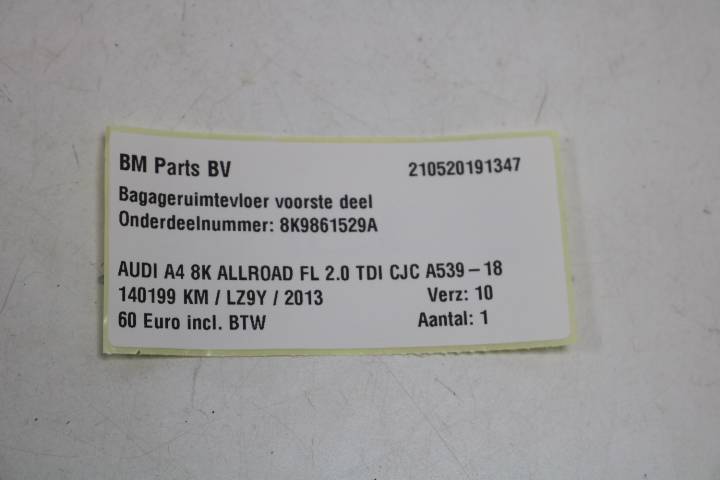 BM Parts BV 210520191347
Bagageruimtevloer voorste deel
Onderdeelnummer: 8K9861529A
AUDI A4 8K ALLROAD FL 2.0 TDI CJC A539-18
140199 KM / LZ9Y / 2013 Verz: 10
60 Euro incl. BTW Aantal: 1